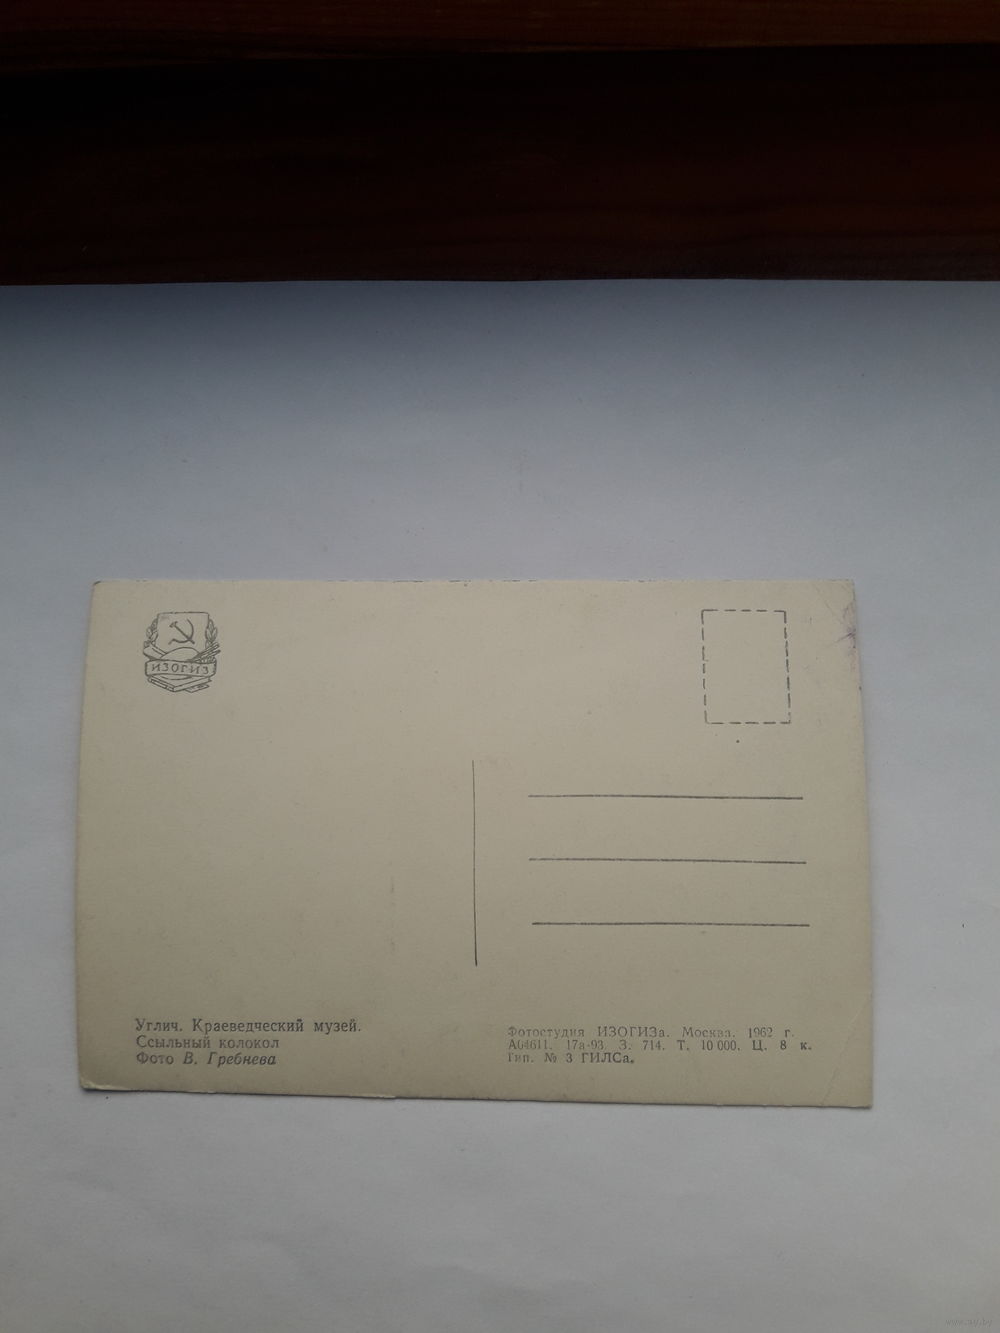 ИЗОГИЗ
Углич. Краеведческий музей.
Ссыльный колокол
Фото В. Гребнева
Фотостудия ИЗОГИЗа. Москва. 1962 г.
А04611. 17а-93. З. 714. Т. 10 000. Ц. 8 к.
Тип. № 3 ГИЛСа.